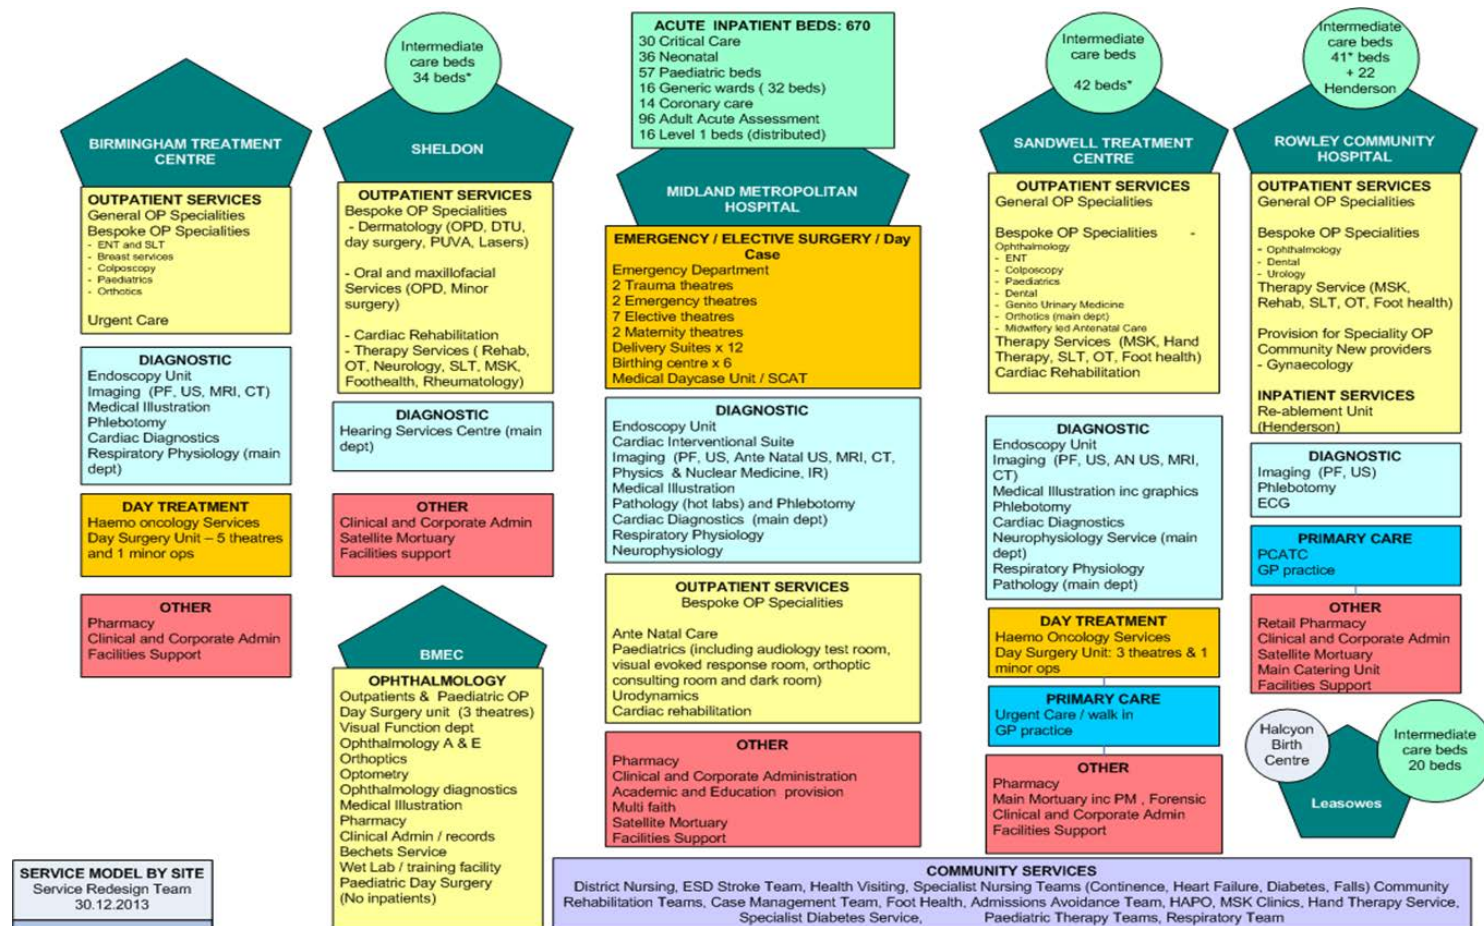 BIRMINGHAM TREATMENT
CENTRE
OUTPATIENT SERVICES
General OP Specialities
Bespoke OP Specialities
- ENT and SLT
- Breast services
- Colposcopy
- Paediatrics
- Orthotics
Urgent Care
DIAGNOSTIC
Endoscopy Unit
Imaging (PF, US, MRI, CT)
Medical Illustration
Phlebotomy
Cardiac Diagnostics
Respiratory Physiology (main
dept)
DAY TREATMENT
Haemo oncology Services
Day Surgery Unit – 5 theatres
and 1 minor ops
OTHER
Pharmacy
Clinical and Corporate Admin
Facilities Support
Intermediate
care beds
34 beds*
SHELDON
OUTPATIENT SERVICES
Bespoke OP Specialities
- Dermatology (OPD, DTU,
day surgery, PUVA, Lasers)
- Oral and maxillofacial
Services (OPD, Minor
surgery)
- Cardiac Rehabilitation
- Therapy Services ( Rehab,
OT, Neurology, SLT, MSK,
Foothealth, Rheumatology)
DIAGNOSTIC
Hearing Services Centre (main
dept)
OTHER
Clinical and Corporate Admin
Satellite Mortuary
Facilities support
BMEC
OPHTHALMOLOGY
Outpatients & Paediatric OP
Day Surgery unit (3 theatres)
Visual Function dept
Ophthalmology A & E
Orthoptics
Optometry
Ophthalmology diagnostics
Medical Illustration
Pharmacy
Clinical Admin / records
Bechets Service
Wet Lab / training facility
Paediatric Day Surgery
(No inpatients)
ACUTE INPATIENT BEDS: 670
30 Critical Care
36 Neonatal
57 Paediatric beds
16 Generic wards ( 32 beds)
14 Coronary care
96 Adult Acute Assessment
16 Level 1 beds (distributed)
MIDLAND METROPOLITAN
HOSPITAL
EMERGENCY / ELECTIVE SURGERY / Day
Case
Emergency Department
2 Trauma theatres
2 Emergency theatres
7 Elective theatres
2 Maternity theatres
Delivery Suites x 12
Birthing centre x 6
Medical Daycase Unit / SCAT
DIAGNOSTIC
Endoscopy Unit
Cardiac Interventional Suite
Imaging (PF, US, Ante Natal US, MRI, CT,
Physics & Nuclear Medicine, IR)
Medical Illustration
Pathology (hot labs) and Phlebotomy
Cardiac Diagnostics (main dept)
Respiratory Physiology
Neurophysiology
OUTPATIENT SERVICES
Bespoke OP Specialities
Ante Natal Care
Paediatrics (including audiology test room,
visual evoked response room, orthoptic
consulting room and dark room)
Urodynamics
Cardiac rehabilitation
OTHER
Pharmacy
Clinical and Corporate Administration
Academic and Education provision
Multi faith
Satellite Mortuary
Facilities Support
Intermediate
care beds
42 beds*
SANDWELL TREATMENT
CENTRE
OUTPATIENT SERVICES
General OP Specialities
Bespoke OP Specialities -
Ophthalmology
- ENT
- Colposcopy
- Paediatrics
- Dental
- Genito Urinary Medicine
- Orthotics (main dept)
- Midwifery led Antenatal Care
Therapy Services (MSK, Hand
Therapy, SLT, OT, Foot health)
Cardiac Rehabilitation
DIAGNOSTIC
Endoscopy Unit
Imaging (PF, US, AN US, MRI,
CT)
Medical Illustration inc graphics
Phlebotomy
Cardiac Diagnostics
Neurophysiology Service (main
dept)
Respiratory Physiology
Pathology (main dept)
DAY TREATMENT
Haemo Oncology Services
Day Surgery Unit: 3 theatres & 1
minor ops
PRIMARY CARE
Urgent Care / walk in
GP practice
OTHER
Pharmacy
Main Mortuary inc PM , Forensic
Clinical and Corporate Admin
Facilities Support
Intermediate
care beds
41* beds
+ 22
Henderson
ROWLEY COMMUNITY
HOSPITAL
OUTPATIENT SERVICES
General OP Specialities
Bespoke OP Specialities
- Ophthalmology
- Dental
- Urology
Therapy Service (MSK,
Rehab, SLT, OT, Foot health)
Provision for Speciality OP
Community New providers
- Gynaecology
INPATIENT SERVICES
Re-ablement Unit
(Henderson)
DIAGNOSTIC
Imaging (PF, US)
Phlebotomy
ECG
PRIMARY CARE
PCATC
GP practice
OTHER
Retail Pharmacy
Clinical and Corporate Admin
Satellite Mortuary
Main Catering Unit
Facilities Support
Halcyon
Birth
Centre
Intermediate
care beds
20 beds
Leasowes
SERVICE MODEL BY SITE
Service Redesign Team
30.12.2013
COMMUNITY SERVICES
District Nursing, ESD Stroke Team, Health Visiting, Specialist Nursing Teams (Continence, Heart Failure, Diabetes, Falls) Community
Rehabilitation Teams, Case Management Team, Foot Health, Admissions Avoidance Team, HAPO, MSK Clinics, Hand Therapy Service,
Specialist Diabetes Service, Paediatric Therapy Teams, Respiratory Team